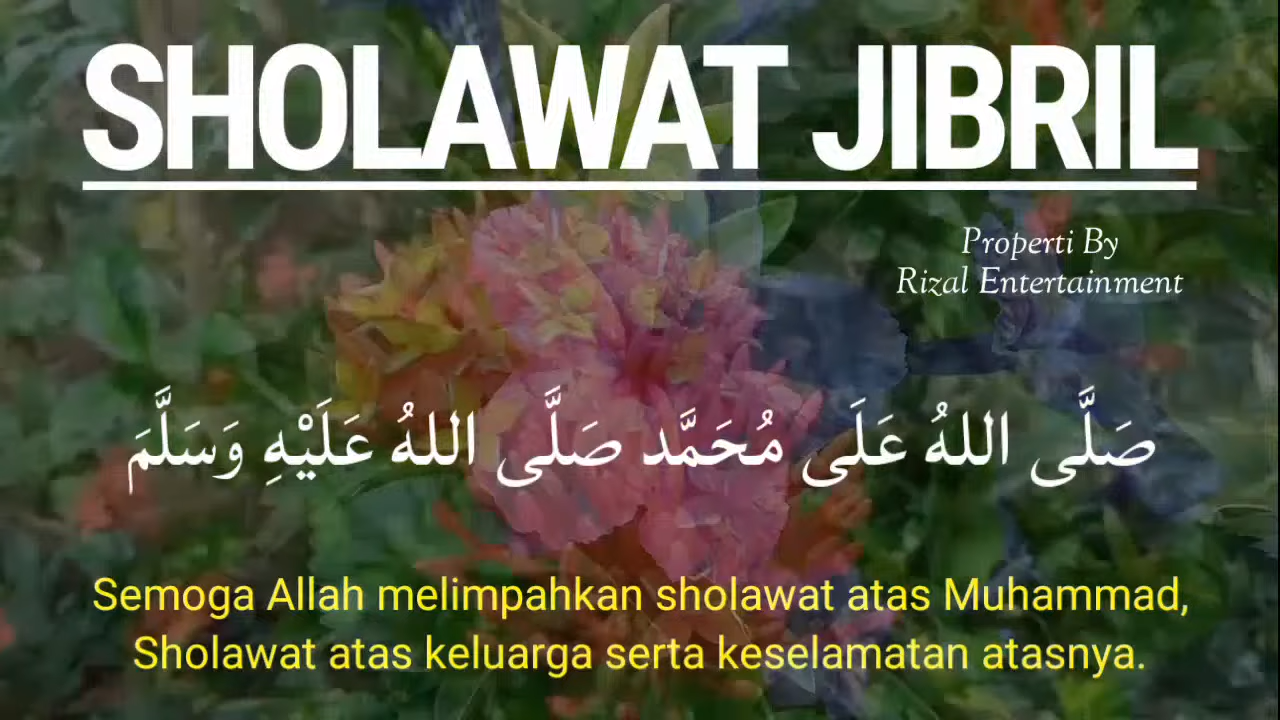 SHOLAWAT JIBRIL
Properti By
Rizal Entertainment
صَلَّى اللهُ عَلَى مُحَمَّد صَلَّى اللهُ عَلَيْهِ وَسَلَّمَ
Semoga Allah melimpahkan sholawat atas Muhammad,
Sholawat atas keluarga serta keselamatan atasnya.